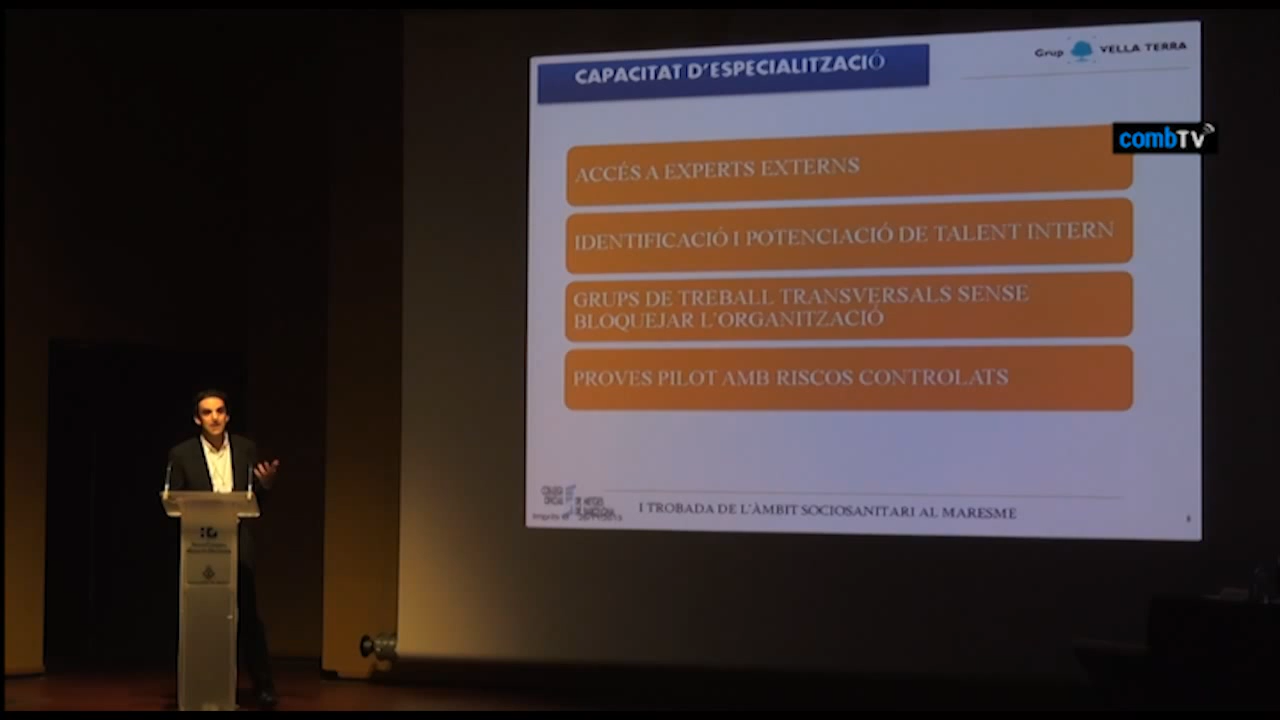 CAPACITAT D'ESPECIALITZACIÓ
Grup VELLA TERRA
combTV
ACCÉS A EXPERTS EXTERNS
IDENTIFICACIÓ I POTENCIACIÓ DE TALENT INTERN
GRUPS DE TREBALL TRANSVERSALS SENSE
BLOQUEJAR L'ORGANITZACIÓ
PROVES PILOT AMB RISCOS CONTROLATS
I TROBADA DE L'ÀMBIT SOCIOSANITARI AL MARESME